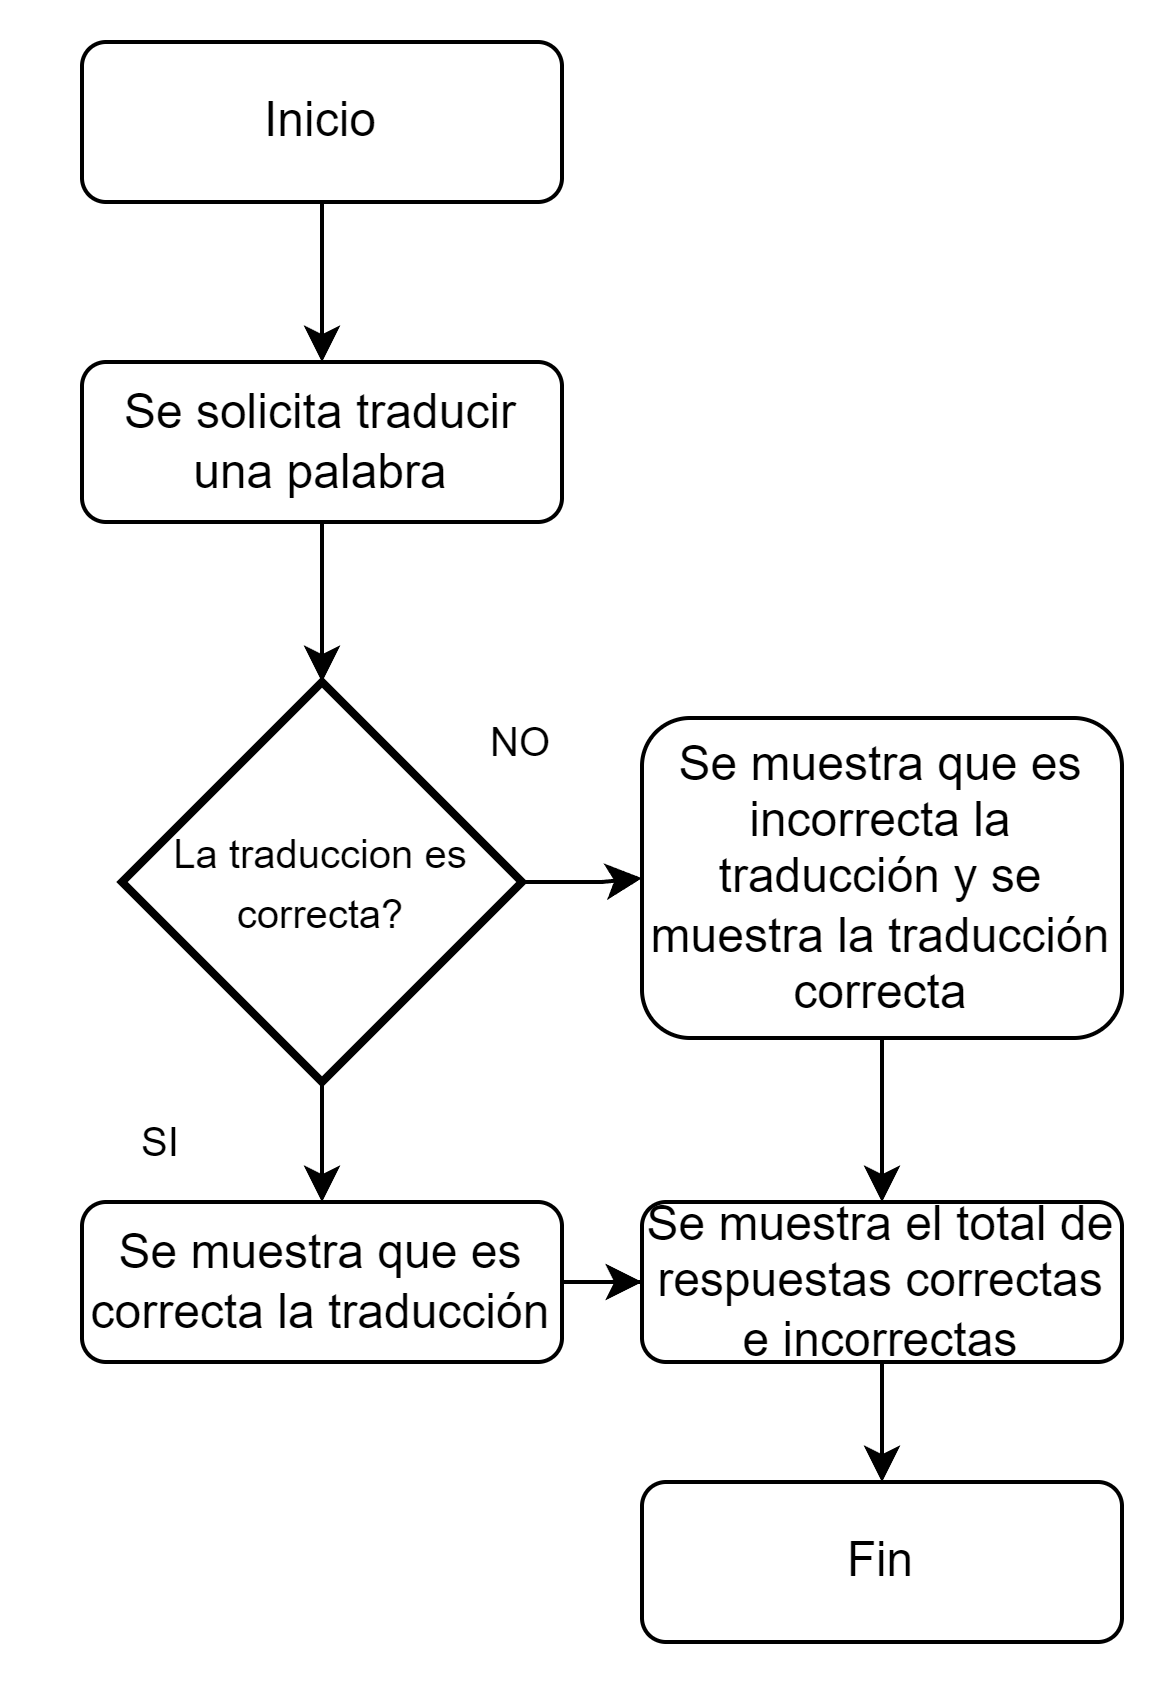 Inicio
Se solicita traducir
una palabra
La traduccion es
correcta?
NO
Se muestra que es
incorrecta la
traducción y se
muestra la traducción
correcta
SI
Se muestra que es
correcta la traducción
Se muestra el total de
respuestas correctas
e incorrectas
Fin